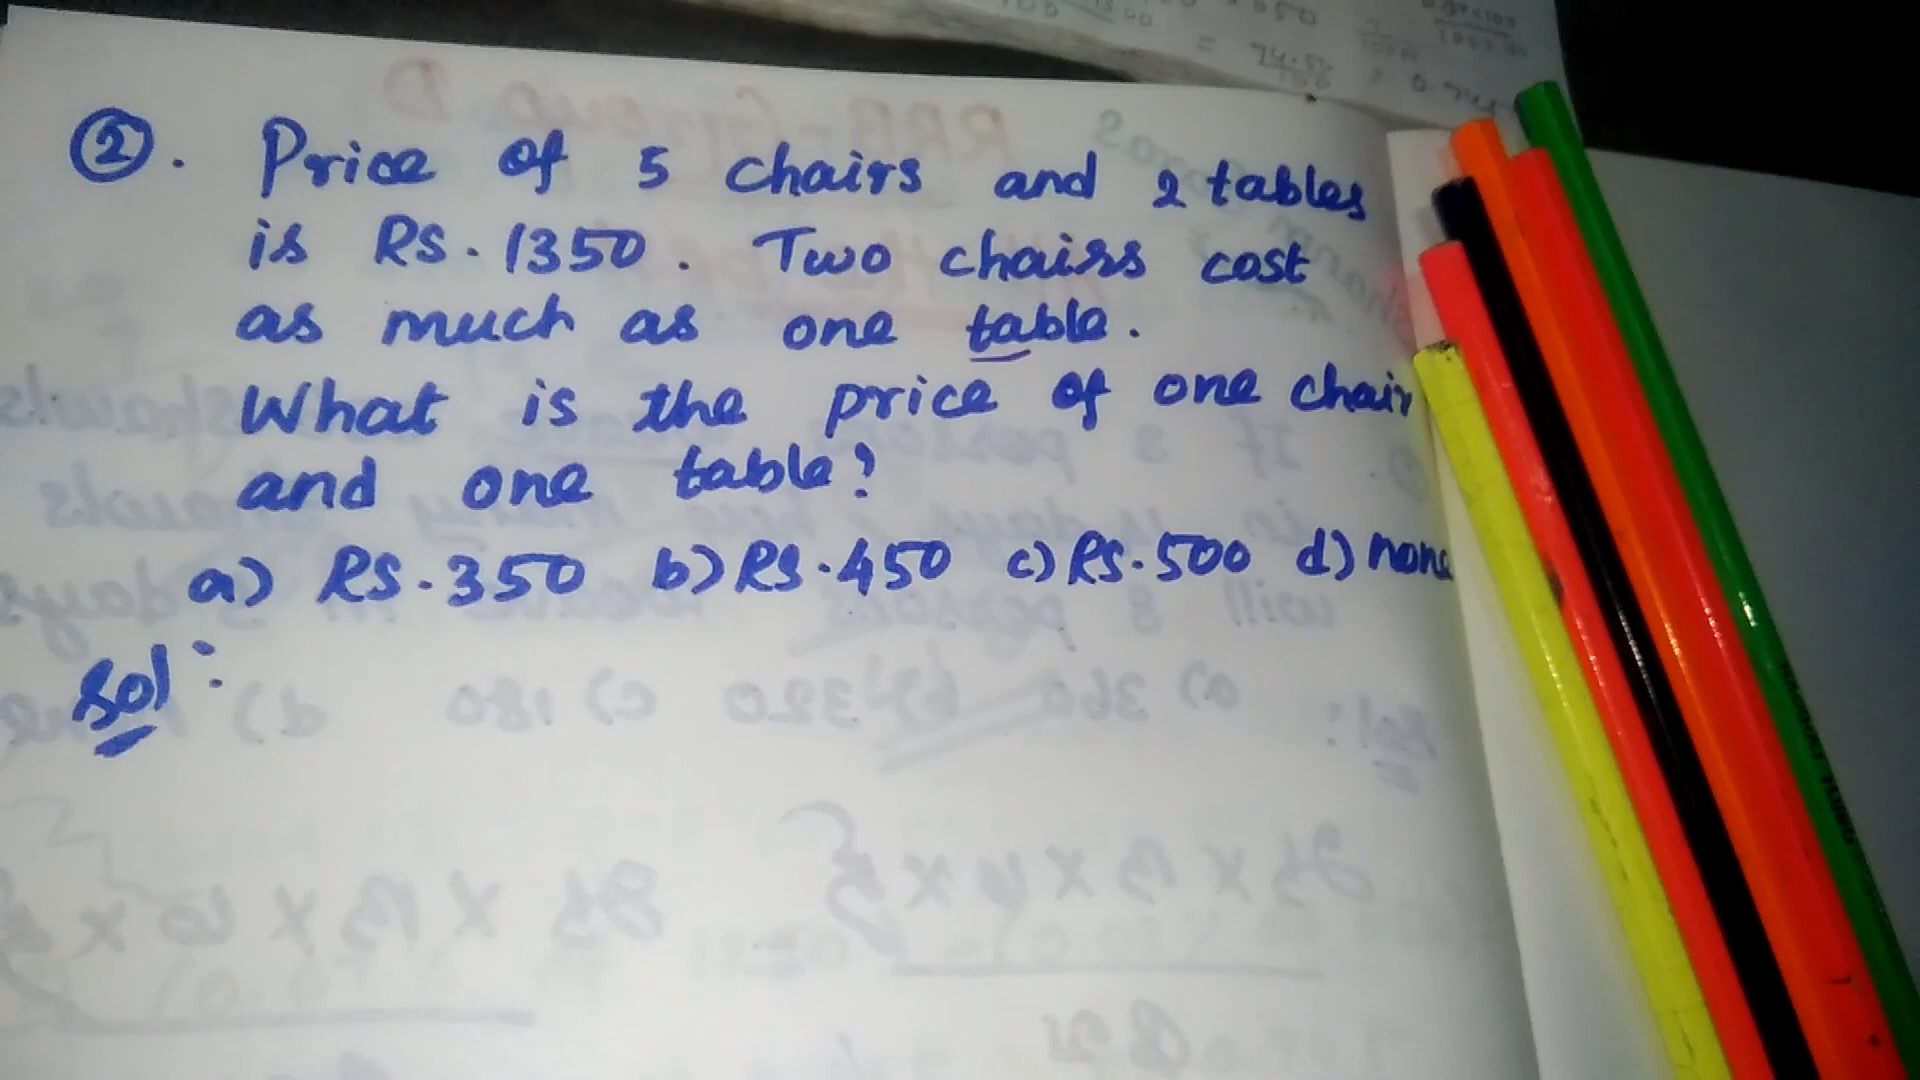 ②. Price of 5 chairs and 2 tables
is RS. 1350. Two chairs cost
as much as one table.
What is the price of one chair
and one table?
a) RS. 350 b) RS. 450 c) RS. 500 d) none
Sol: